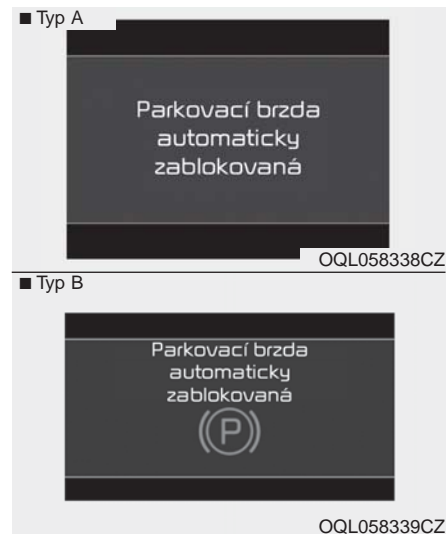 ■ Typ A
Parkovací brzda
automaticky
zablokovaná
OQL058338CZ
■ Typ B
Parkovací brzda
automaticky
zablokovaná
(P)
OQL058339CZ